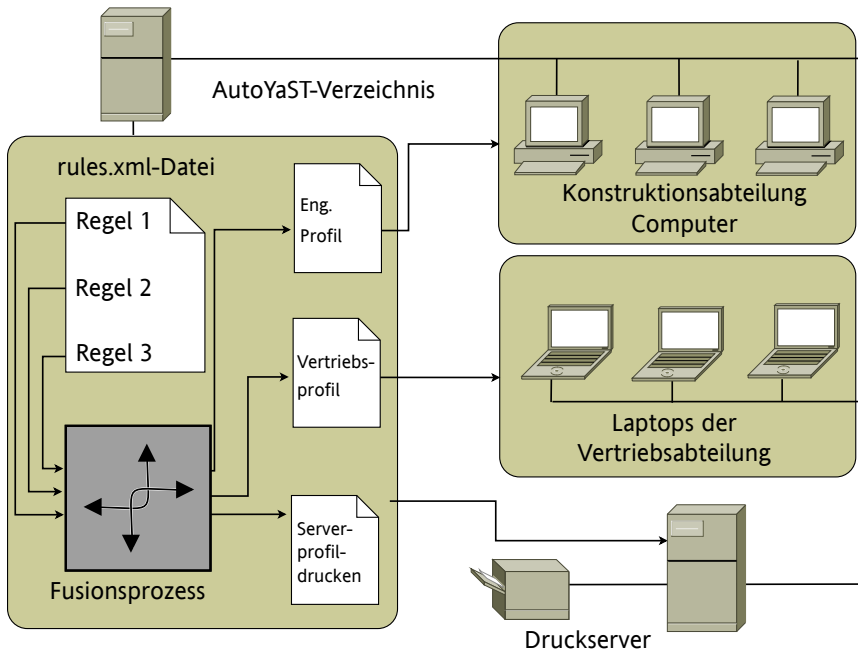 AutoYaST-Verzeichnis
rules.xml-Datei
Regel 1
Regel 2
Regel 3
Eng.
Profil
Vertriebs-
profil
Server-
profil-
drucken
Fusionsprozess
Konstruktionsabteilung
Computer
Laptops der
Vertriebsabteilung
Druckserver